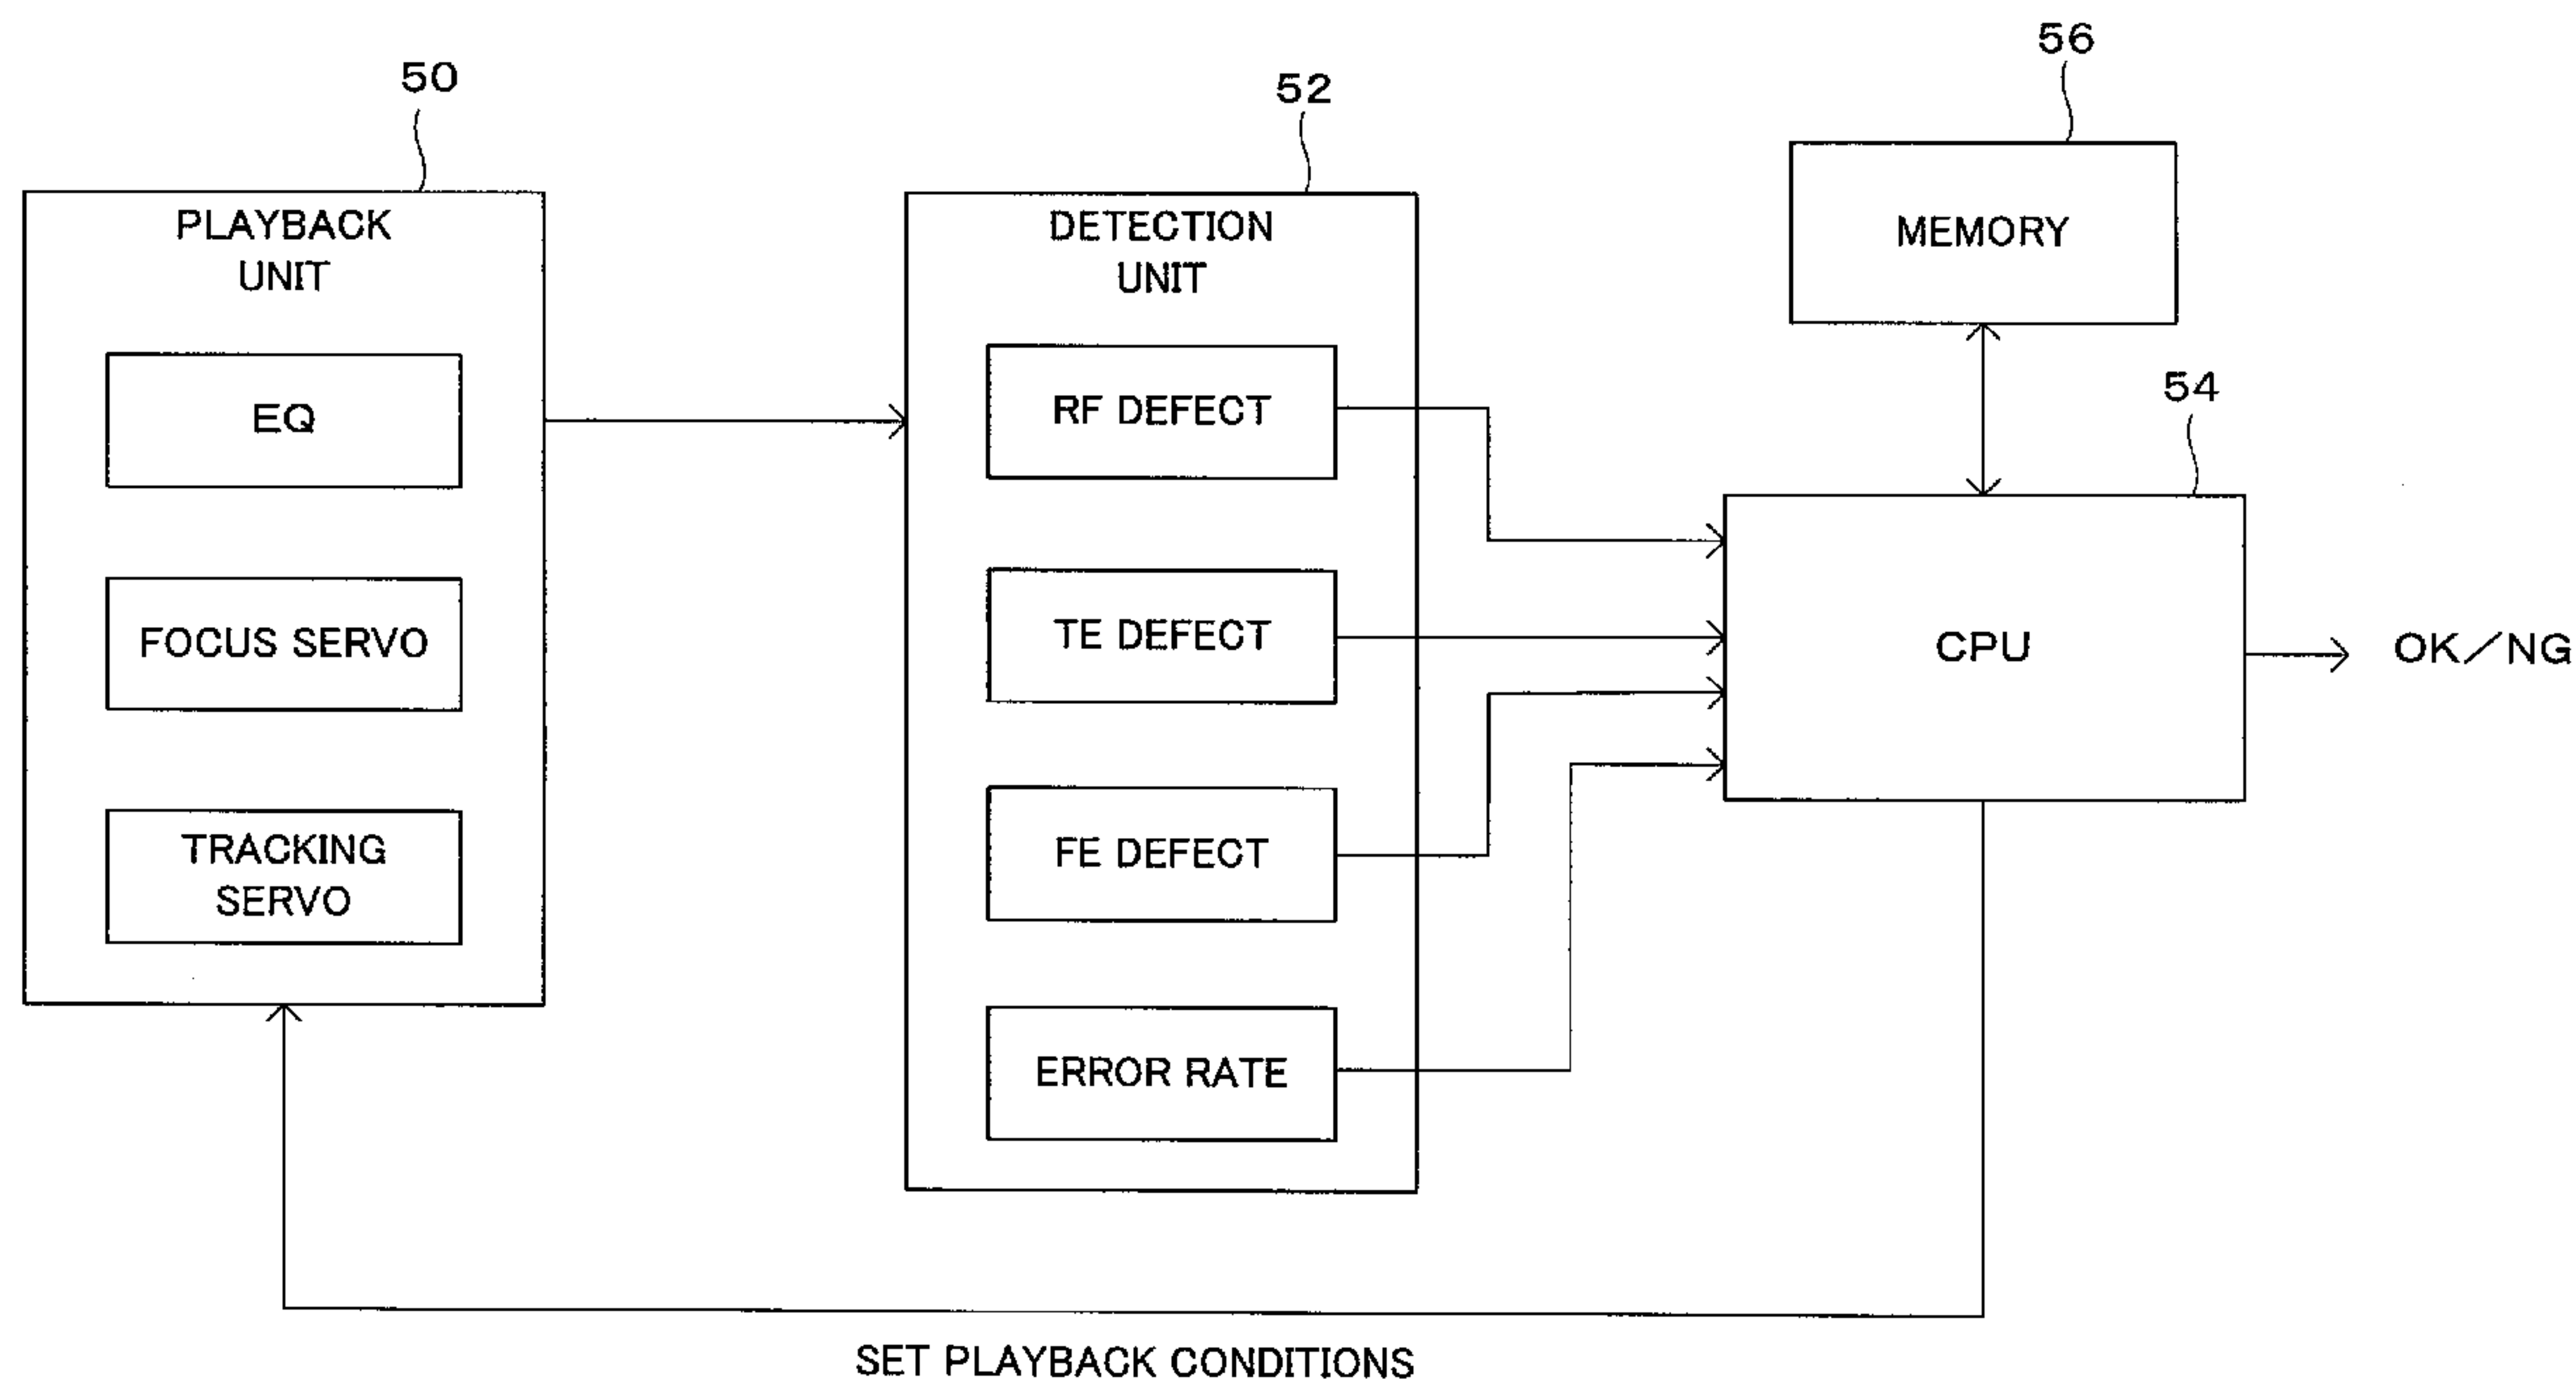 50
PLAYBACK
UNIT
EQ
FOCUS SERVO
TRACKING
SERVO
52
DETECTION
UNIT
RF DEFECT
TE DEFECT
FE DEFECT
ERROR RATE
56
MEMORY
54
CPU
OK/NG
SET PLAYBACK CONDITIONS